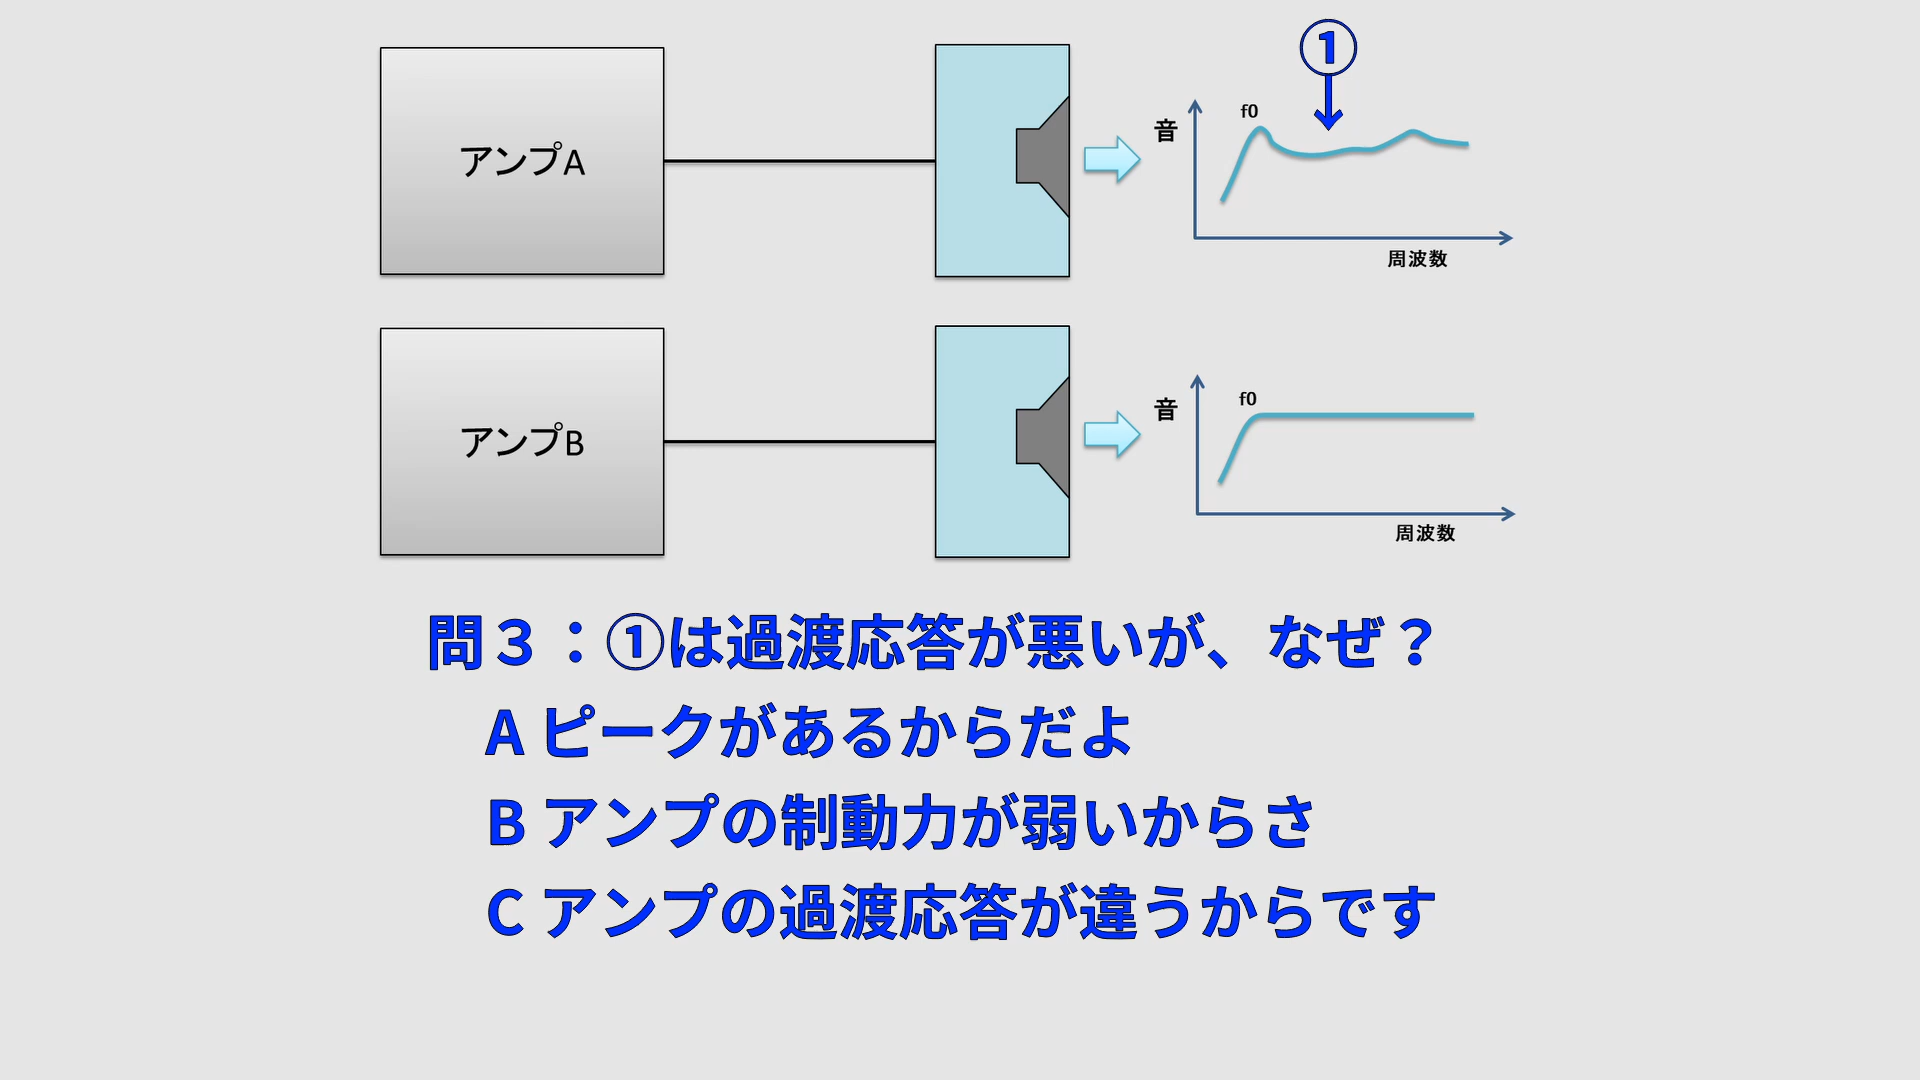 ①
f0
音
アンプA
周波数
f0
音
アンプB
周波数
問３：①は過渡応答が悪いが、なぜ？
A ピークがあるからだよ
B アンプの制動力が弱いからさ
C アンプの過渡応答が違うからです